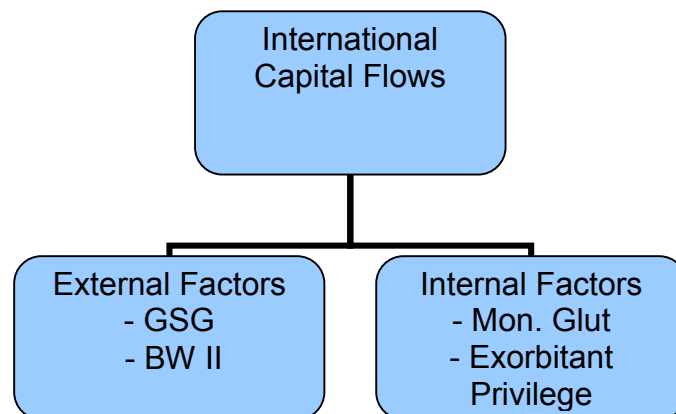 International
Capital Flows
External Factors
- GSG
- BW II
Internal Factors
- Mon. Glut
- Exorbitant
Privilege